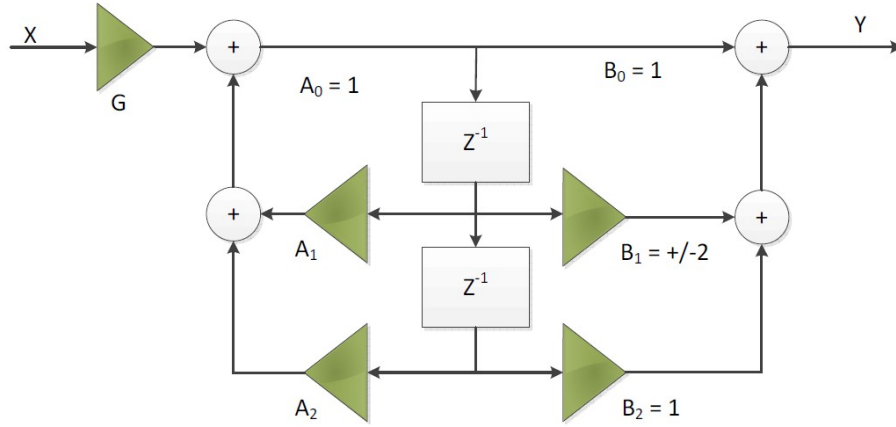 X
Y
+
+
G
A₀ = 1
B₀ = 1
Z⁻¹
+
+
A₁
B₁ = +/-2
Z⁻¹
A₂
B₂ = 1